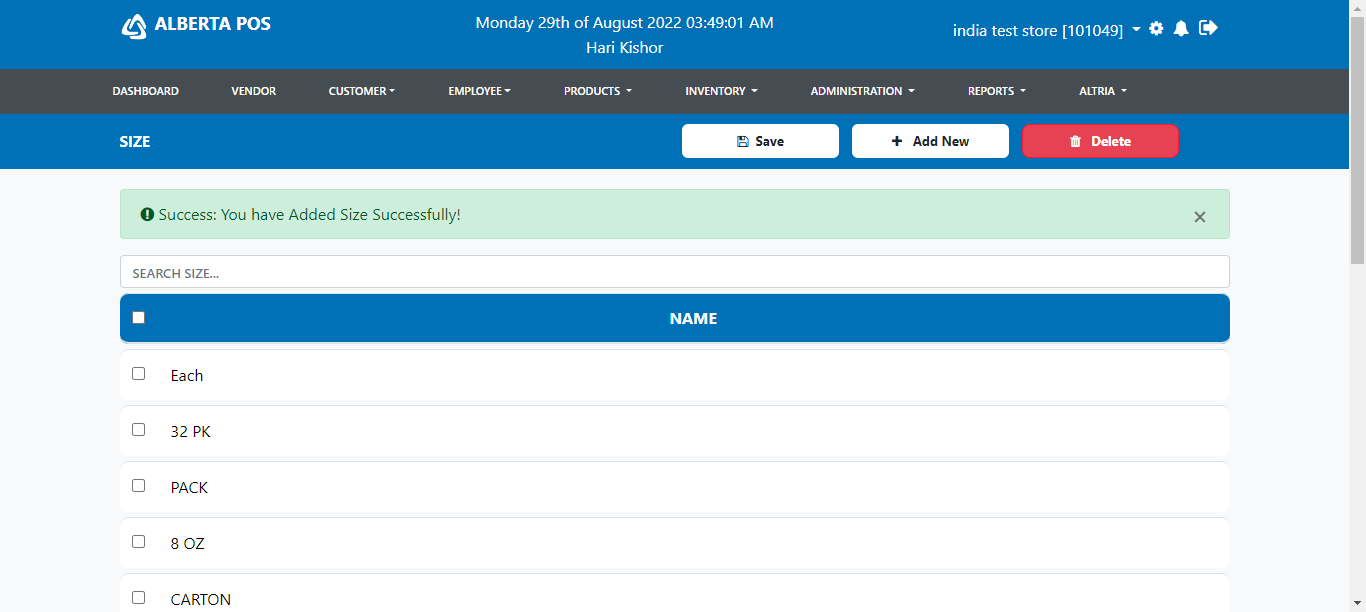 ALBERTA POS
Monday 29th of August 2022 03:49:01 AM
Hari Kishor
india test store [101049]
DASHBOARD VENDOR CUSTOMER EMPLOYEE PRODUCTS INVENTORY ADMINISTRATION REPORTS ALTRIA
SIZE
Save
Add New
Delete
Success: You have Added Size Successfully!
×
SEARCH SIZE...
NAME
Each
32 PK
PACK
8 OZ
CARTON